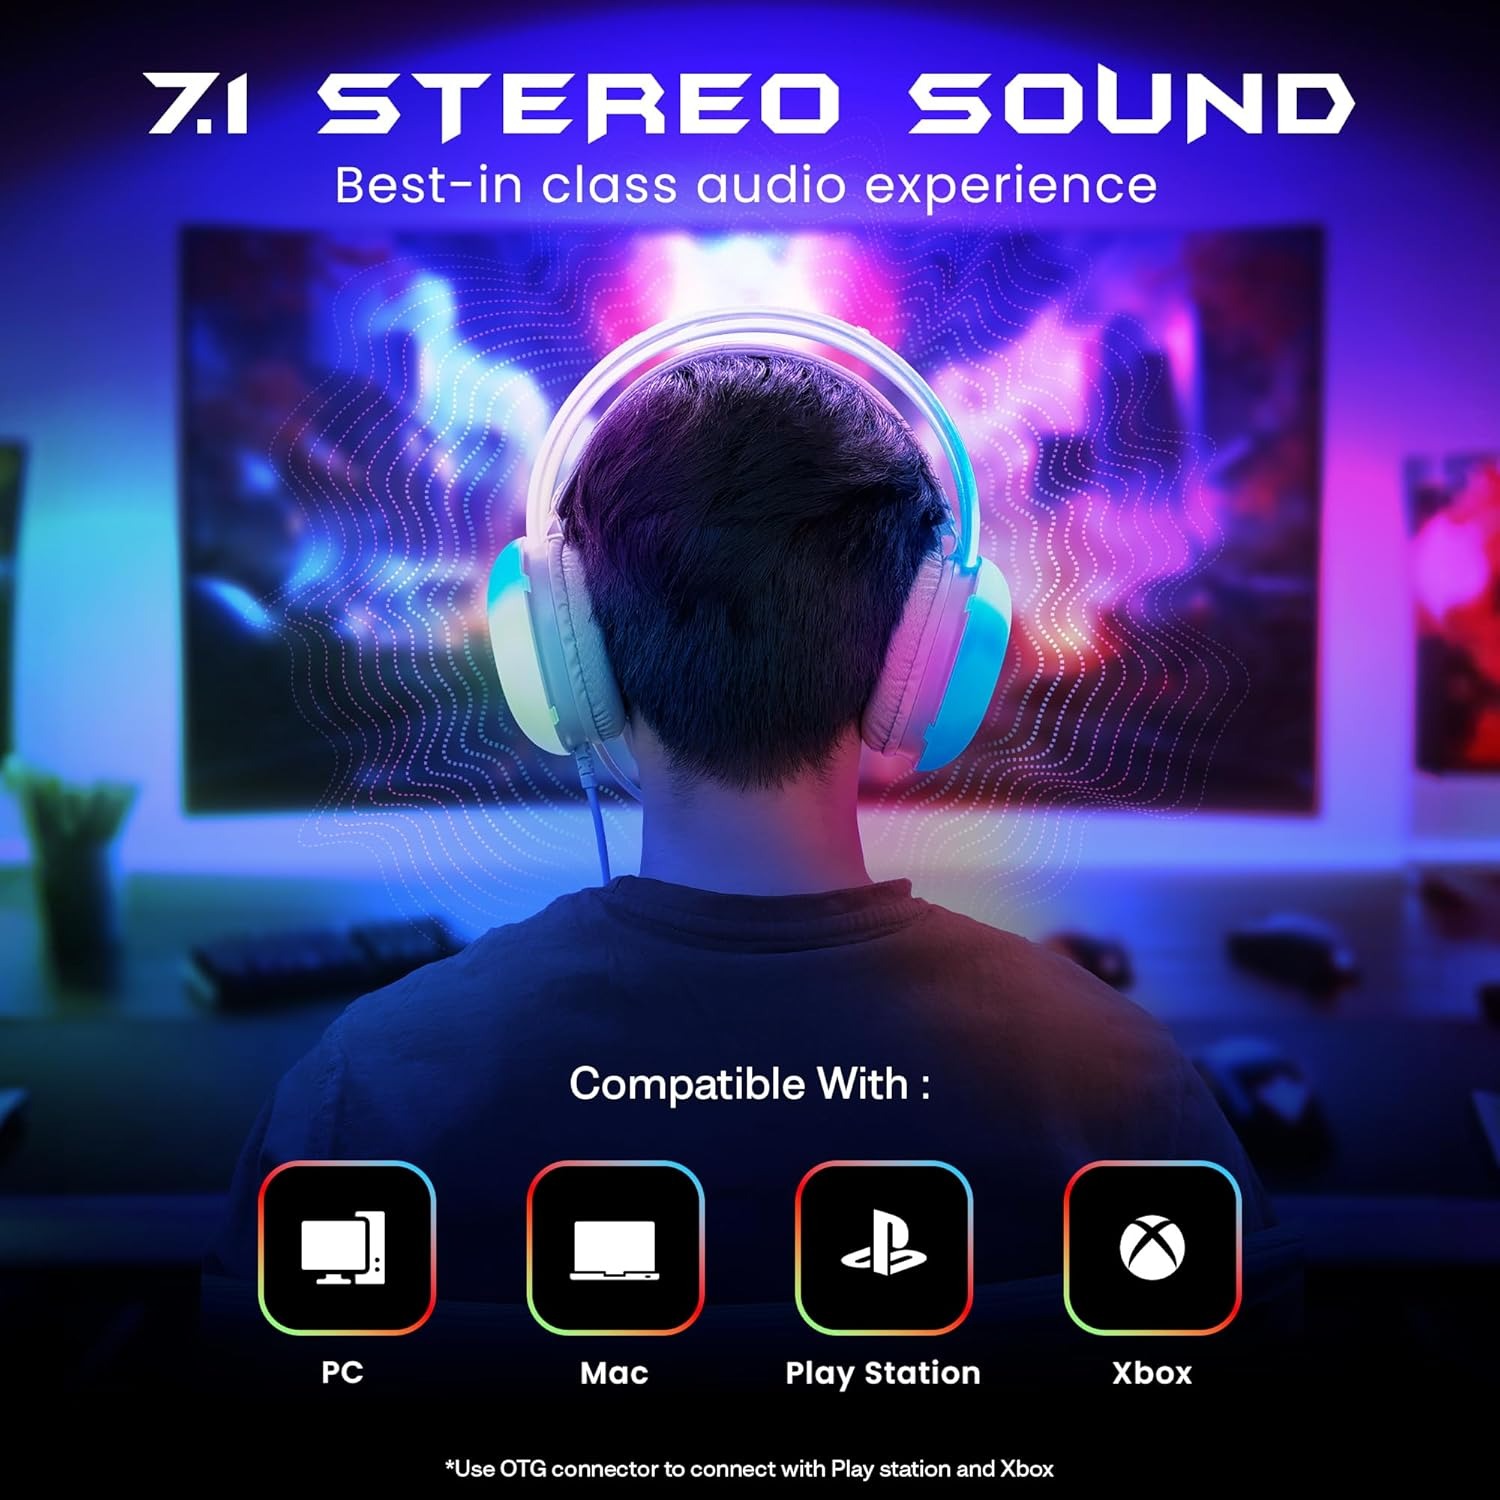 7.1 STEREO SOUND
Best-in class audio experience
Compatible With :
PC
Mac
Play Station
Xbox
*Use OTG connector to connect with Play station and Xbox